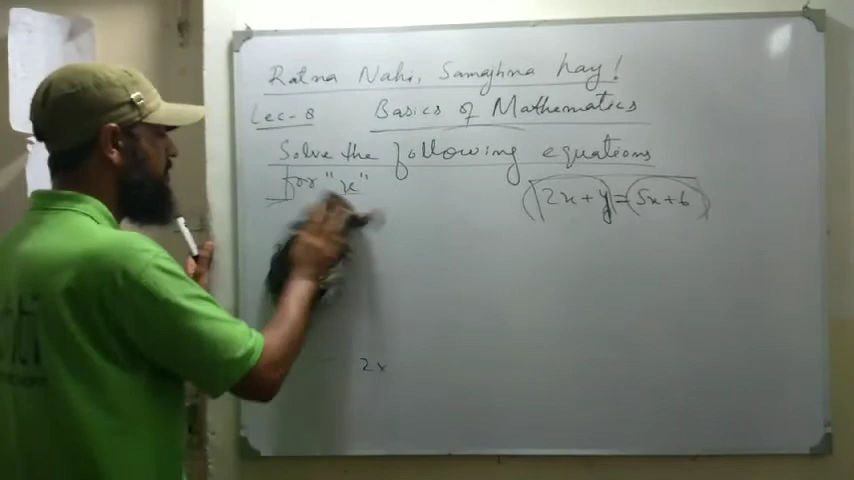 Ratna Nahi, Samajhna hay!
Lec-8 Basics of Mathematics
Solve the following equations
for "x"
(2x+y)=(5x+6)
2x